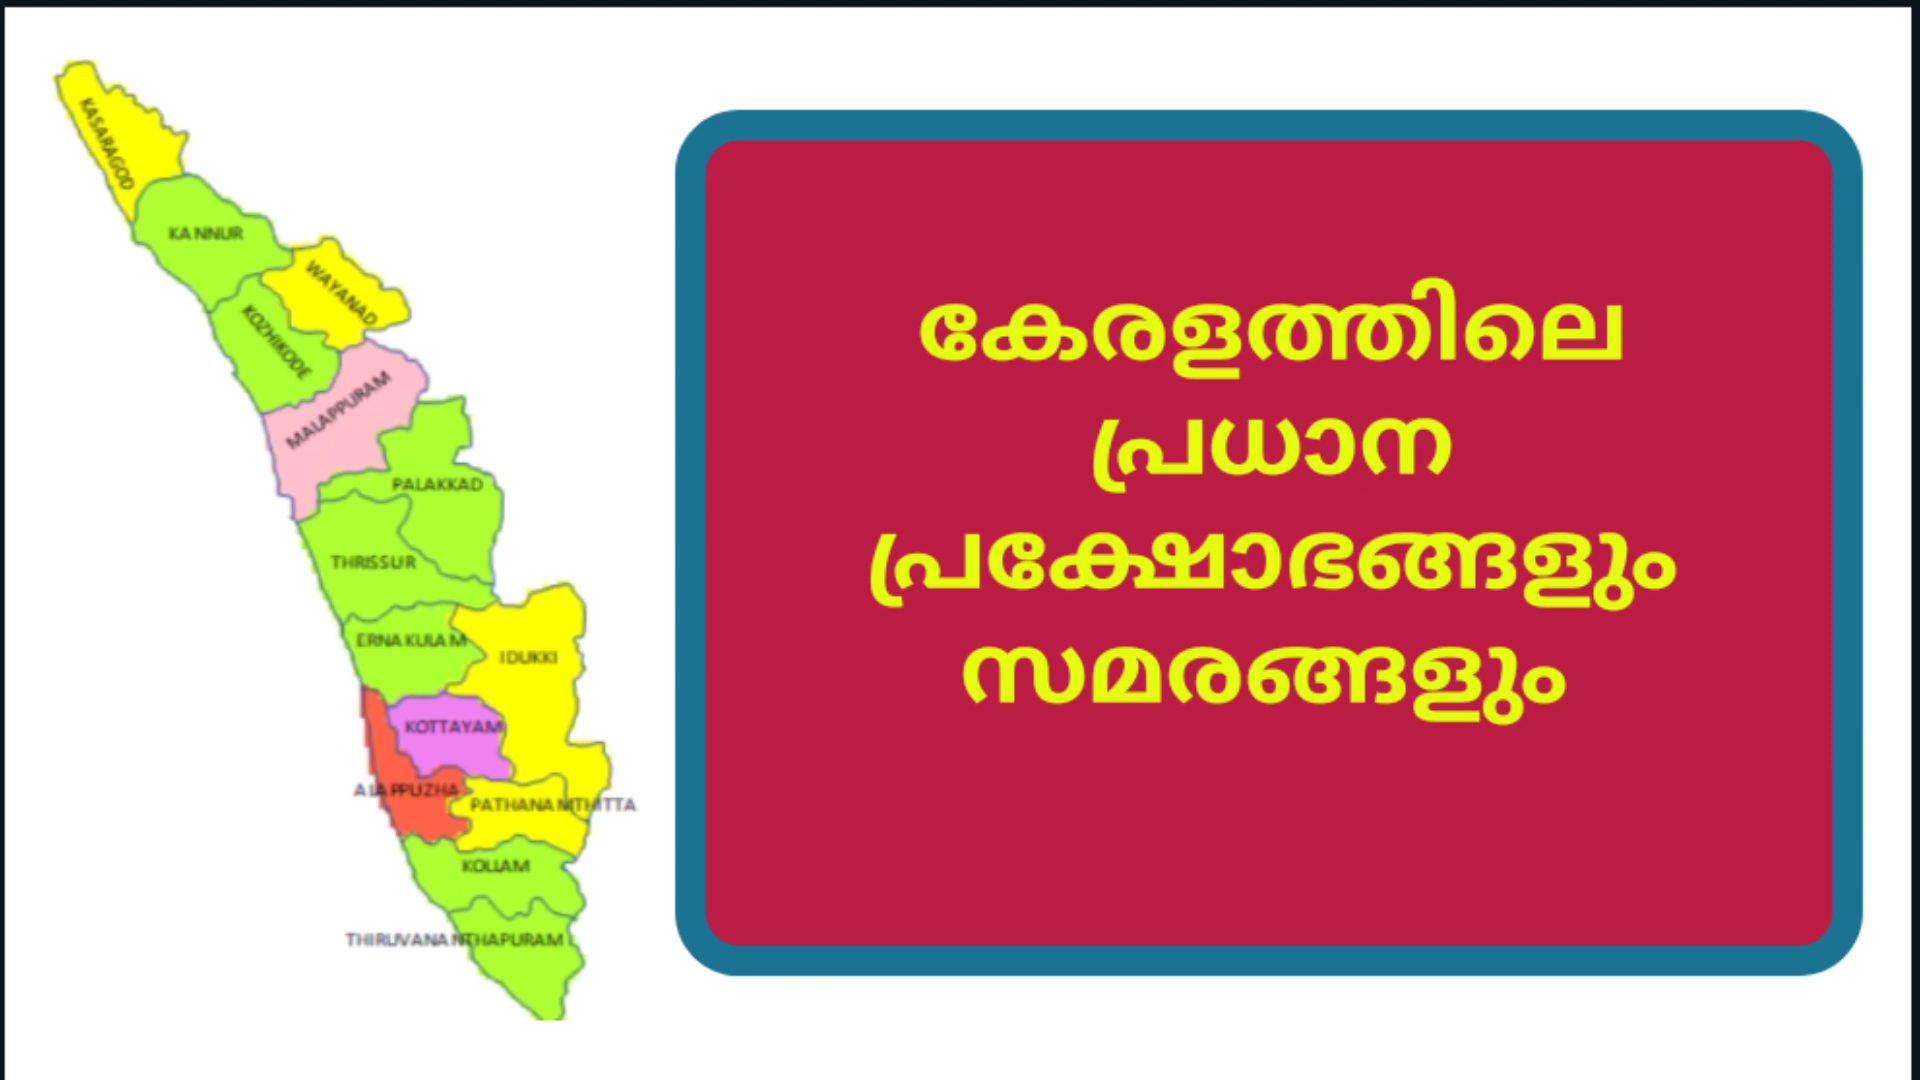 KASARAGOD
KANNUR
WAYANAD
KOZHIKODE
MALAPPURAM
PALAKKAD
THRISSUR
ERNAKULAM
IDUKKI
KOTTAYAM
ALAPPUZHA
PATHANAMTHITTA
KOLLAM
THIRUVANANTHAPURAM
കേരളത്തിലെ
പ്രധാന
പ്രക്ഷോഭങ്ങളും
സമരങ്ങളും